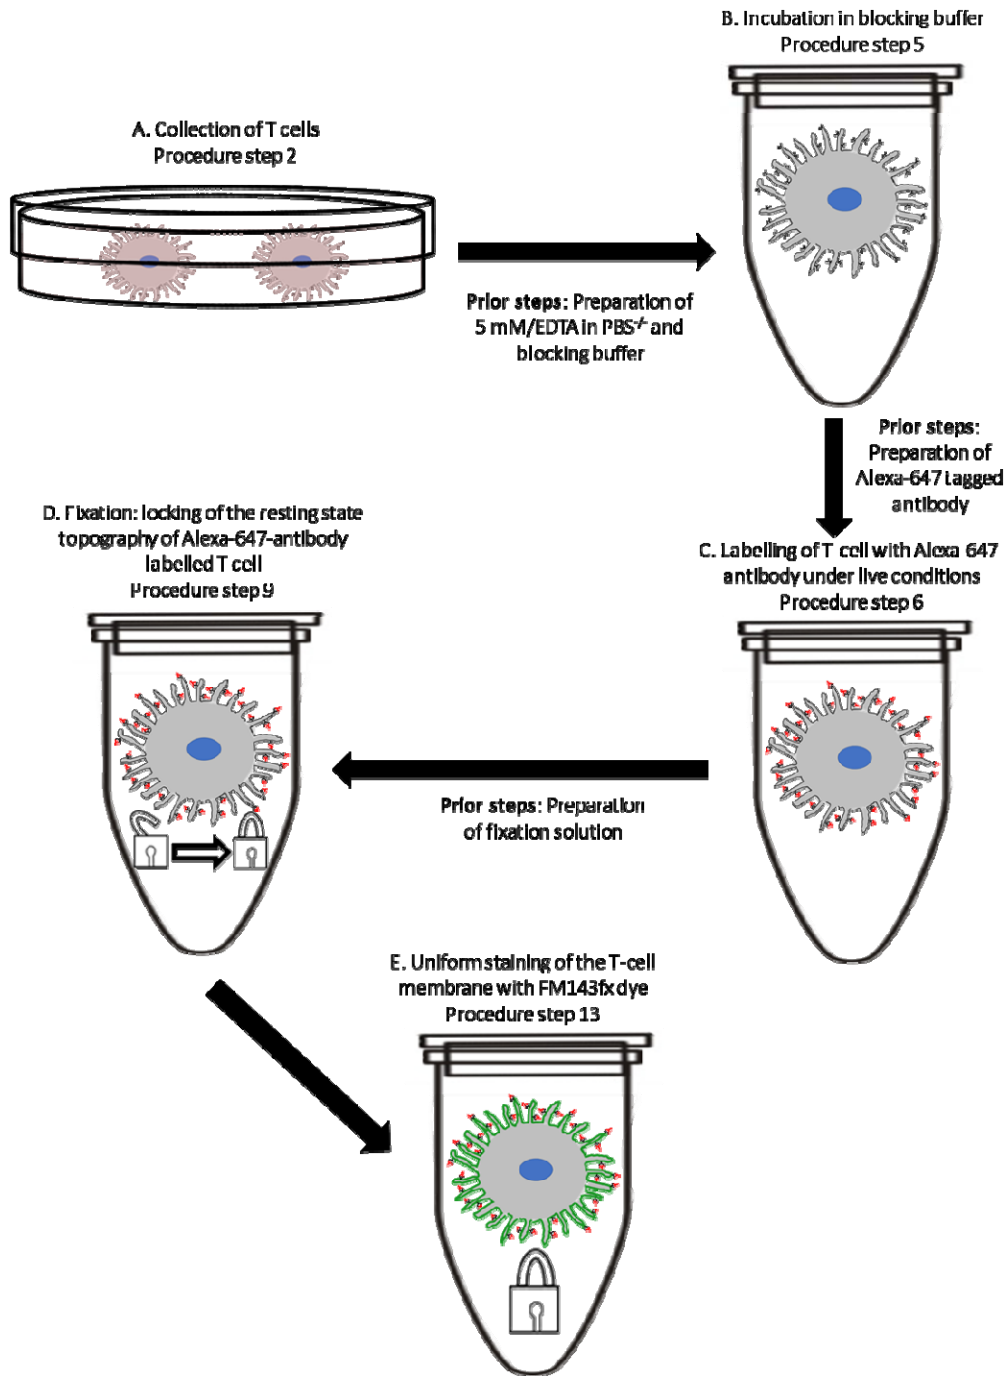 B. Incubation in blocking buffer
Procedure step 5
A. Collection of T cells
Procedure step 2
Prior steps: Preparation of
5 mM/EDTA in PBS-/- and
blocking buffer
Prior steps:
Preparation of
Alexa-647 tagged
antibody
C. Labelling of T cell with Alexa 647
antibody under live conditions
Procedure step 6
D. Fixation: locking of the resting state
topography of Alexa-647-antibody
labelled T cell
Procedure step 9
Prior steps: Preparation
of fixation solution
E. Uniform staining of the T-cell
membrane with FM143fx dye
Procedure step 13